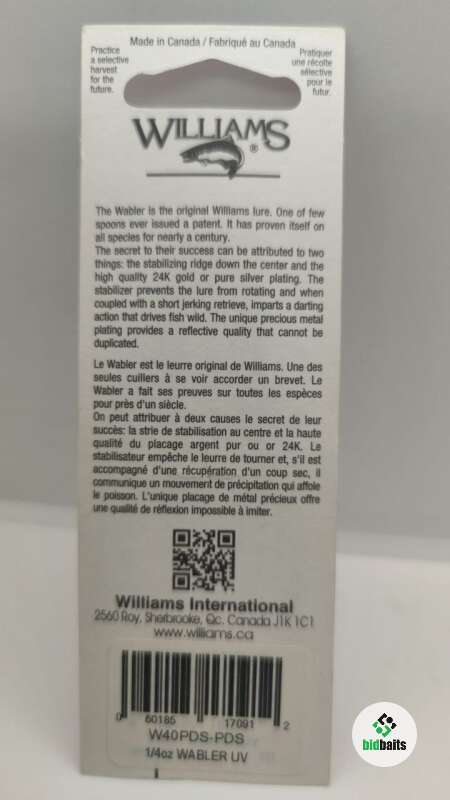 Made in Canada / Fabriqué au Canada
Practice
a selective
harvest
for the
future.
Pratiquer
une récolte
sélective
pour le
futur.
WILLIAMS
®
The Wabler is the original Williams lure. One of few
spoons ever issued a patent. It has proven itself on
all species for nearly a century.
The secret to their success can be attributed to two
things: the stabilizing ridge down the center and the
high quality 24K gold or pure silver plating. The
stabilizer prevents the lure from rotating and when
coupled with a short jerking retrieve, imparts a darting
action that drives fish wild. The unique precious metal
plating provides a reflective quality that cannot be
duplicated.
Le Wabler est le leurre original de Williams. Une des
seules cuillers à se voir accorder un brevet. Le
Wabler a fait ses preuves sur toutes les espèces
pour près d'un siècle.
On peut attribuer à deux causes le secret de leur
succès: la strie de stabilisation au centre et la haute
qualité du placage argent pur ou or 24K. Le
stabilisateur empêche le leurre de tourner et, s'il est
accompagné d'une récupération d'un coup sec, il
communique un mouvement de précipitation qui affole
le poisson. L'unique placage de métal précieux offre
une qualité de réflexion impossible à imiter.
Williams International
2560 Roy, Sherbrooke, Qc. Canada J1K 1C1
www.williams.ca
0 60185 17091 2
W40PDS-PDS
1/4oz WABLER UV
bidbaits